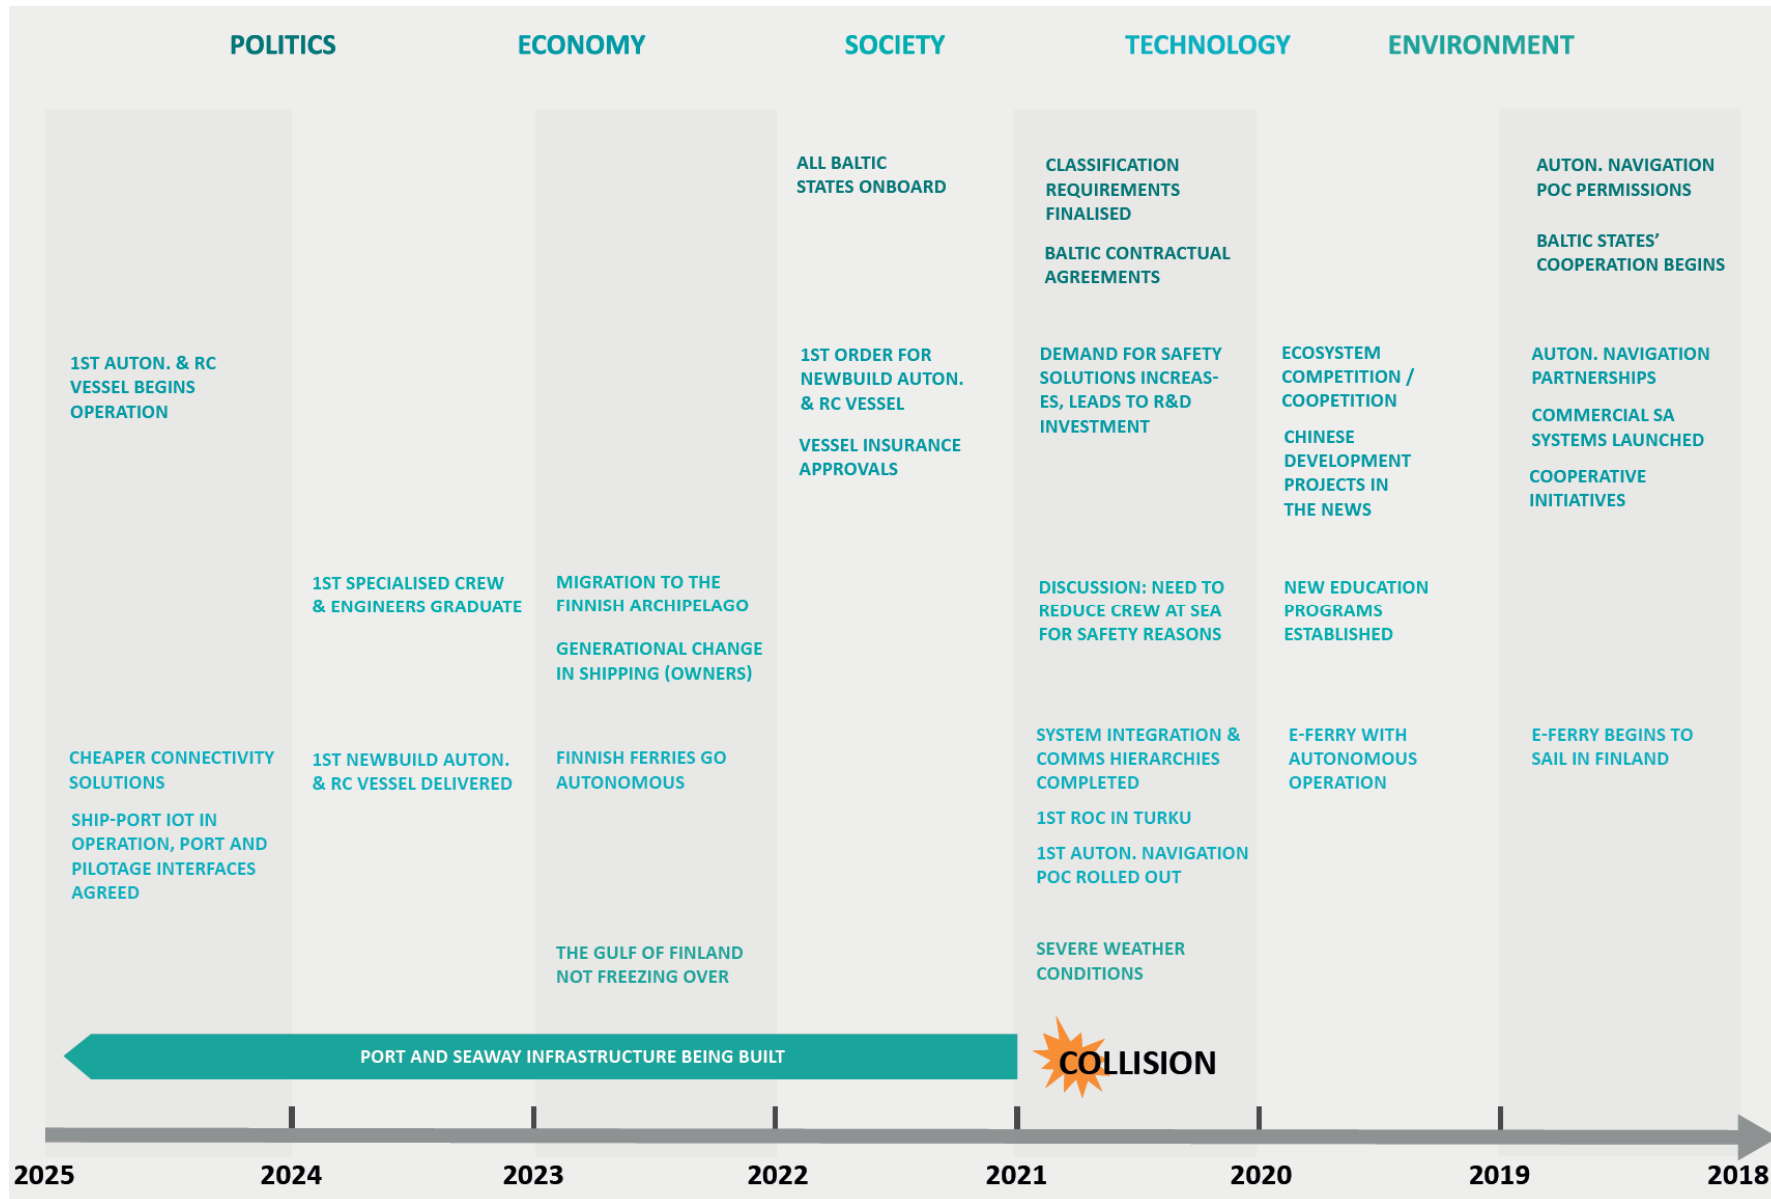 POLITICS
ECONOMY
SOCIETY
TECHNOLOGY
ENVIRONMENT
ALL BALTIC
STATES ONBOARD
CLASSIFICATION
REQUIREMENTS
FINALISED
BALTIC CONTRACTUAL
AGREEMENTS
AUTON. NAVIGATION
POC PERMISSIONS
BALTIC STATES’
COOPERATION BEGINS
1ST AUTON. & RC
VESSEL BEGINS
OPERATION
1ST ORDER FOR
NEWBUILD AUTON.
& RC VESSEL
VESSEL INSURANCE
APPROVALS
DEMAND FOR SAFETY
SOLUTIONS INCREAS-
ES, LEADS TO R&D
INVESTMENT
ECOSYSTEM
COMPETITION /
COOPETITION
CHINESE
DEVELOPMENT
PROJECTS IN
THE NEWS
AUTON. NAVIGATION
PARTNERSHIPS
COMMERCIAL SA
SYSTEMS LAUNCHED
COOPERATIVE
INITIATIVES
1ST SPECIALISED CREW
& ENGINEERS GRADUATE
MIGRATION TO THE
FINNISH ARCHIPELAGO
GENERATIONAL CHANGE
IN SHIPPING (OWNERS)
DISCUSSION: NEED TO
REDUCE CREW AT SEA
FOR SAFETY REASONS
NEW EDUCATION
PROGRAMS
ESTABLISHED
CHEAPER CONNECTIVITY
SOLUTIONS
SHIP-PORT IOT IN
OPERATION, PORT AND
PILOTAGE INTERFACES
AGREED
1ST NEWBUILD AUTON.
& RC VESSEL DELIVERED
FINNISH FERRIES GO
AUTONOMOUS
SYSTEM INTEGRATION &
COMMS HIERARCHIES
COMPLETED
1ST ROC IN TURKU
1ST AUTON. NAVIGATION
POC ROLLED OUT
E-FERRY WITH
AUTONOMOUS
OPERATION
E-FERRY BEGINS TO
SAIL IN FINLAND
THE GULF OF FINLAND
NOT FREEZING OVER
SEVERE WEATHER
CONDITIONS
PORT AND SEAWAY INFRASTRUCTURE BEING BUILT
COLLISION
2025
2024
2023
2022
2021
2020
2019
2018